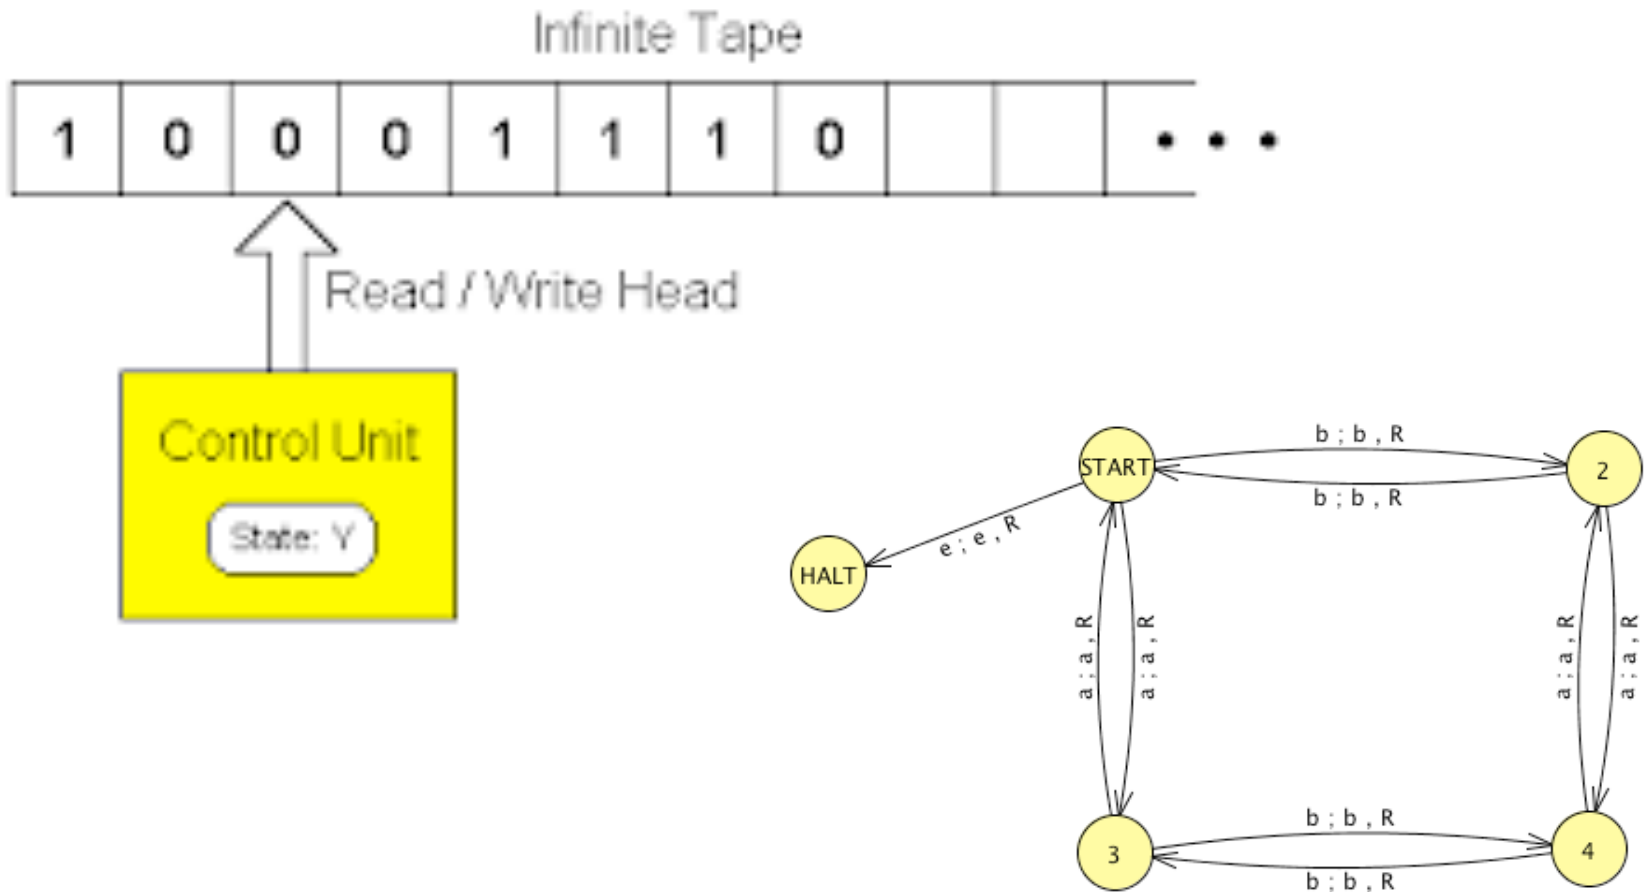 Infinite Tape
1 0 0 0 1 1 1 0 • • •
Read / Write Head
Control Unit
State: Y
b ; b , R
START
2
b ; b , R
e ; e , R
HALT
a ; a , R
a ; a , R
a ; a , R
a ; a , R
b ; b , R
3
4
b ; b , R